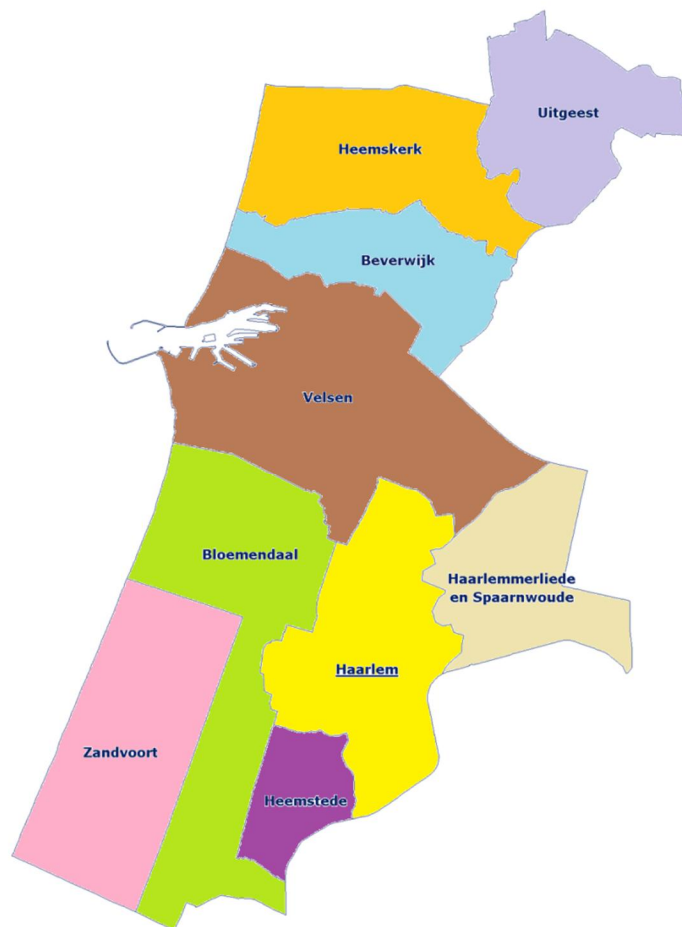 Uitgeest
Heemskerk
Beverwijk
Velsen
Bloemendaal
Haarlemmerliede
en Spaarnwoude
Haarlem
Zandvoort
Heemstede